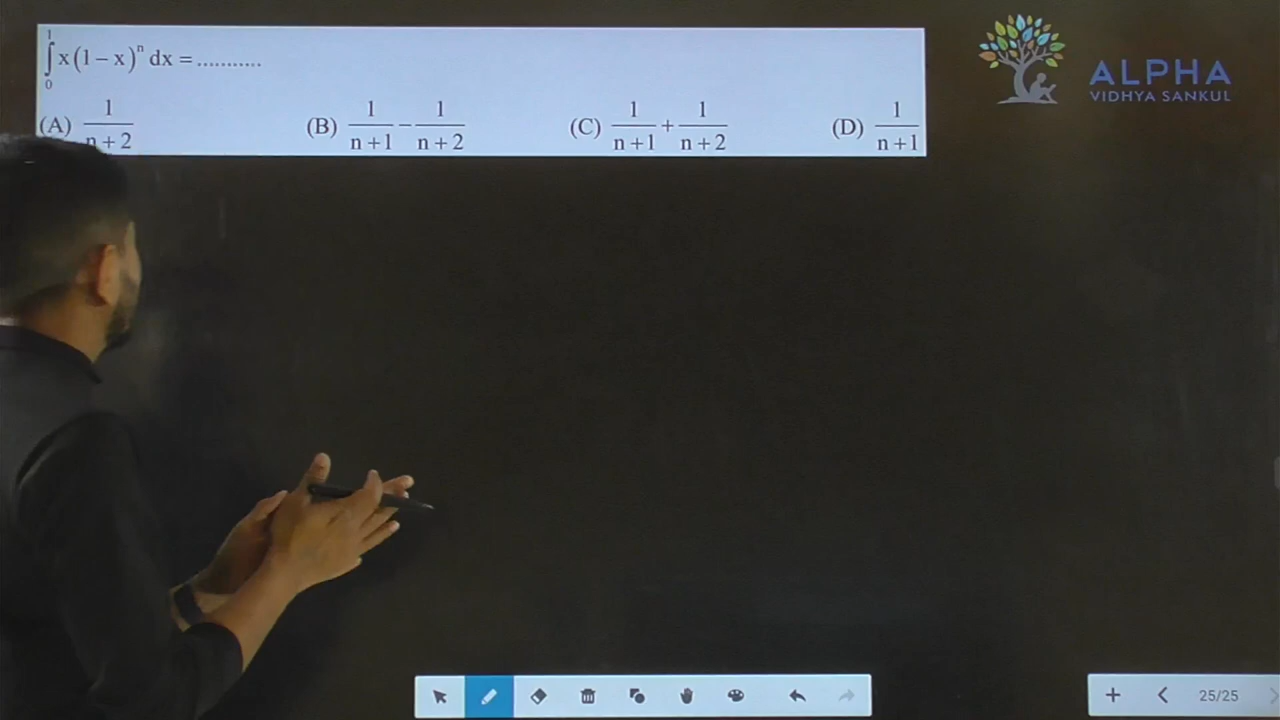 ∫₀¹ x(1−x)ⁿ dx = ...........
(A) 1/(n+2) (B) 1/(n+1) − 1/(n+2) (C) 1/(n+1) + 1/(n+2) (D) 1/(n+1)
ALPHA
VIDHYA SANKUL
25/25